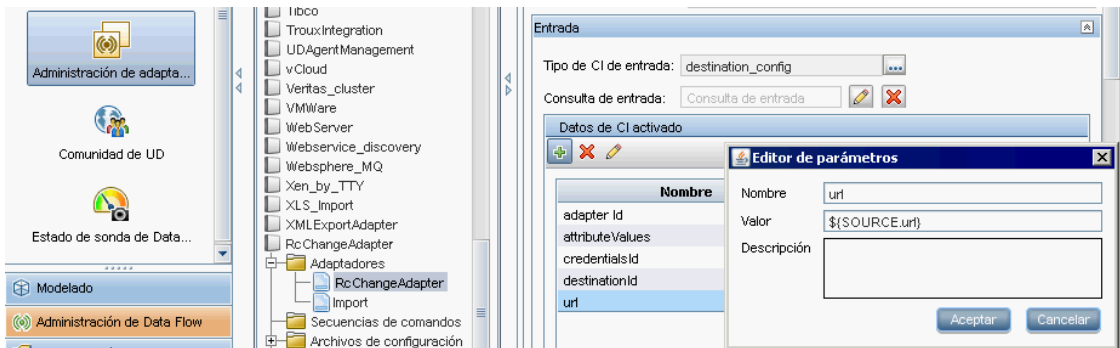 Administración de adapta...
Comunidad de UD
Estado de sonda de Data...
Modelado
Administración de Data Flow
Tibco
TrouxIntegration
UDAgentManagement
vCloud
Veritas_cluster
VMWare
WebServer
Webservice_discovery
Websphere_MQ
Xen_by_TTY
XLS_Import
XMLExportAdapter
RcChangeAdapter
Adaptadores
RcChangeAdapter
Import
Secuencias de comandos
Archivos de configuración
Entrada
Tipo de CI de entrada: destination_config ...
Consulta de entrada: Consulta de entrada
Datos de CI activado
Nombre
adapter Id
attributeValues
credentialsId
destinationId
url
Editor de parámetros
Nombre url
Valor ${SOURCE.url}
Descripción
Aceptar Cancelar